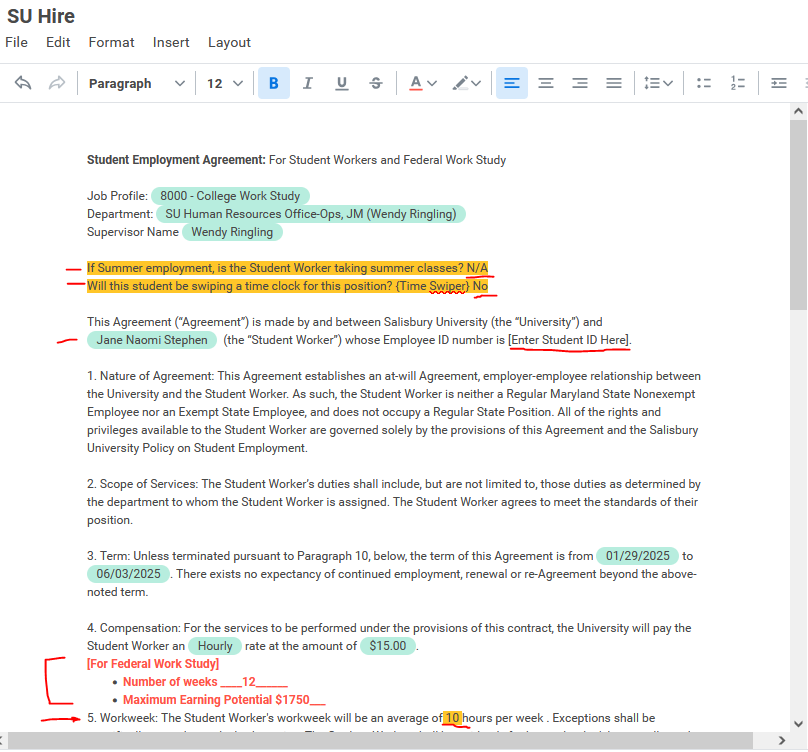 SU Hire
File Edit Format Insert Layout
Paragraph 12 B I U S A
Student Employment Agreement: For Student Workers and Federal Work Study
Job Profile: 8000 - College Work Study
Department: SU Human Resources Office-Ops, JM (Wendy Ringling)
Supervisor Name Wendy Ringling
If Summer employment, is the Student Worker taking summer classes? N/A
Will this student be swiping a time clock for this position? {Time Swiper} No
This Agreement (“Agreement”) is made by and between Salisbury University (the “University”) and
Jane Naomi Stephen (the “Student Worker”) whose Employee ID number is [Enter Student ID Here].
1. Nature of Agreement: This Agreement establishes an at-will Agreement, employer-employee relationship between
the University and the Student Worker. As such, the Student Worker is neither a Regular Maryland State Nonexempt
Employee nor an Exempt State Employee, and does not occupy a Regular State Position. All of the rights and
privileges available to the Student Worker are governed solely by the provisions of this Agreement and the Salisbury
University Policy on Student Employment.
2. Scope of Services: The Student Worker’s duties shall include, but are not limited to, those duties as determined by
the department to whom the Student Worker is assigned. The Student Worker agrees to meet the standards of their
position.
3. Term: Unless terminated pursuant to Paragraph 10, below, the term of this Agreement is from 01/29/2025 to
06/03/2025 . There exists no expectancy of continued employment, renewal or re-Agreement beyond the above-
noted term.
4. Compensation: For the services to be performed under the provisions of this contract, the University will pay the
Student Worker an Hourly rate at the amount of $15.00 .
[For Federal Work Study]
• Number of weeks ____12______
• Maximum Earning Potential $1750___
5. Workweek: The Student Worker's workweek will be an average of 10 hours per week . Exceptions shall be